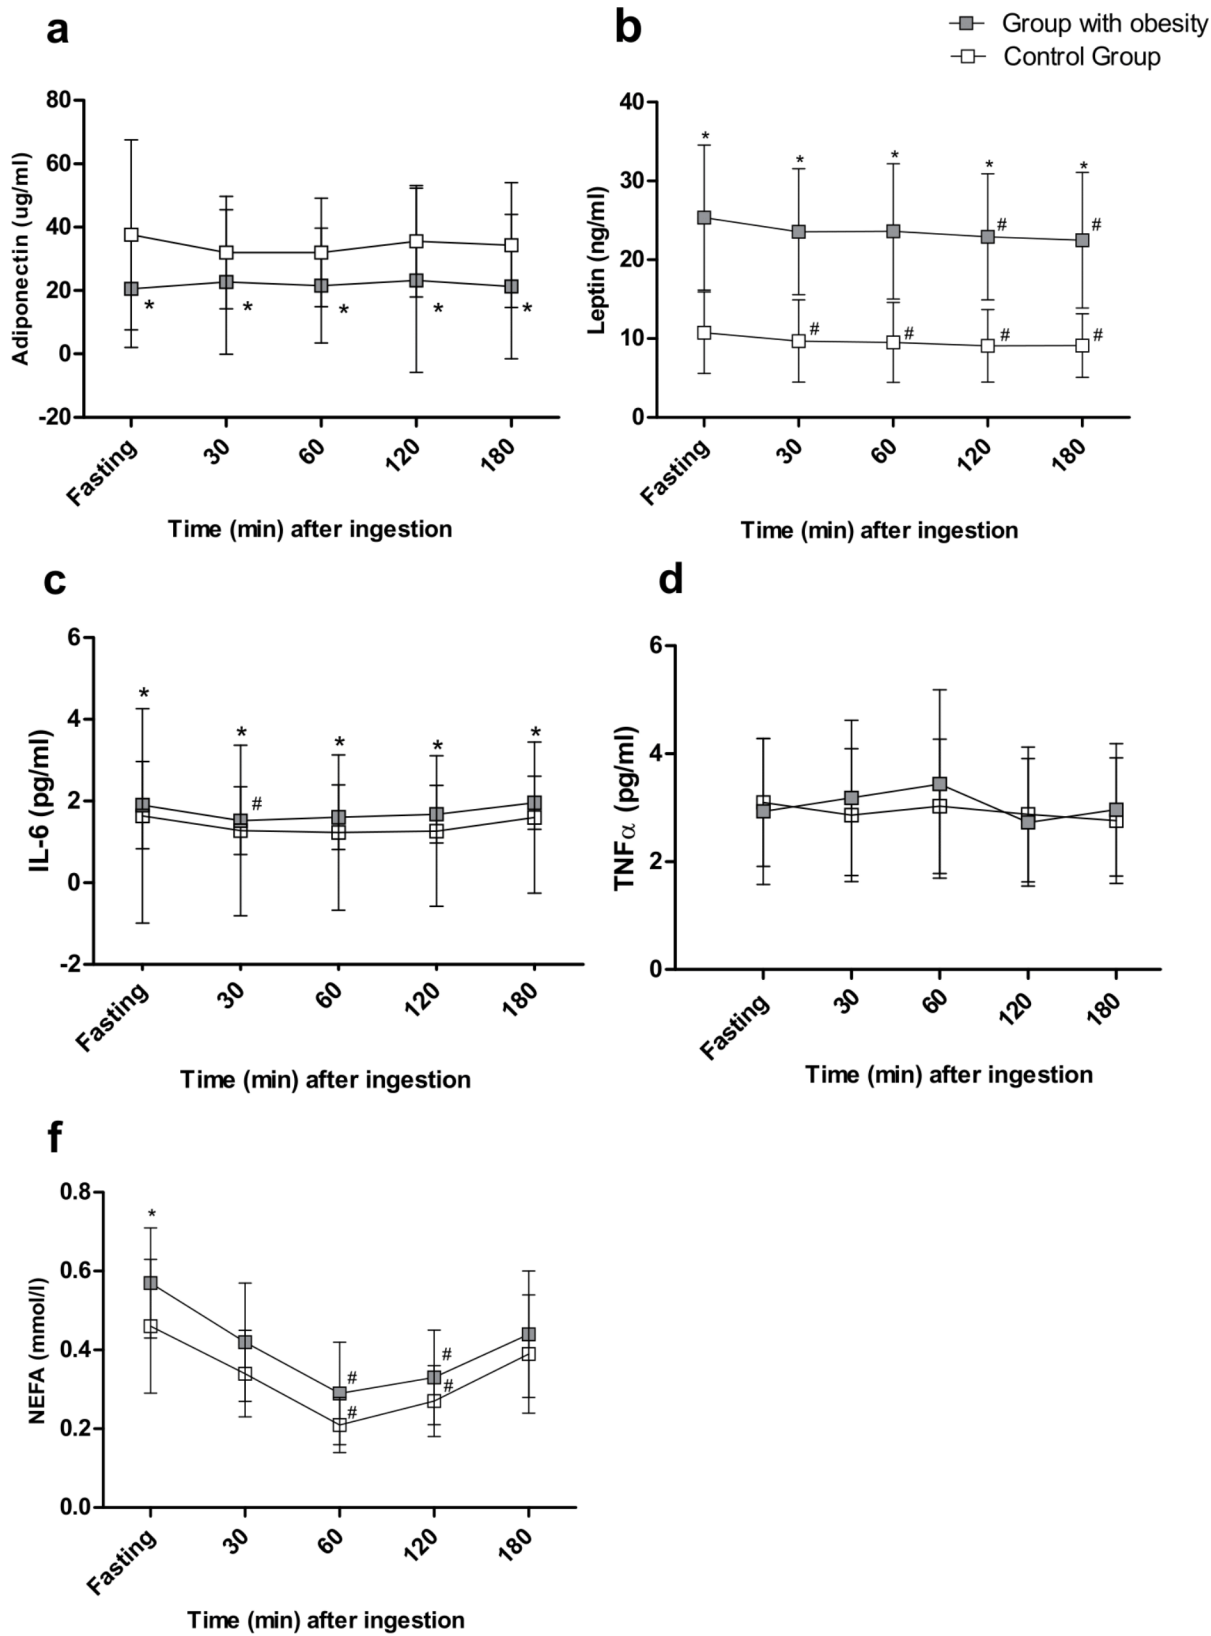 a
b
Group with obesity
Control Group
Adiponectin (ug/ml)
80
60
40
20
0
-20
* * * * *
Fasting 30 60 120 180
Time (min) after ingestion
Leptin (ng/ml)
40
30
20
10
0
* * * * *
# #
# # # #
Fasting 30 60 120 180
Time (min) after ingestion
c
d
IL-6 (pg/ml)
6
4
2
0
-2
* * * * *
#
Fasting 30 60 120 180
Time (min) after ingestion
TNFα (pg/ml)
6
4
2
0
Fasting 30 60 120 180
Time (min) after ingestion
f
NEFA (mmol/l)
0.8
0.6
0.4
0.2
0.0
*
# #
# #
Fasting 30 60 120 180
Time (min) after ingestion